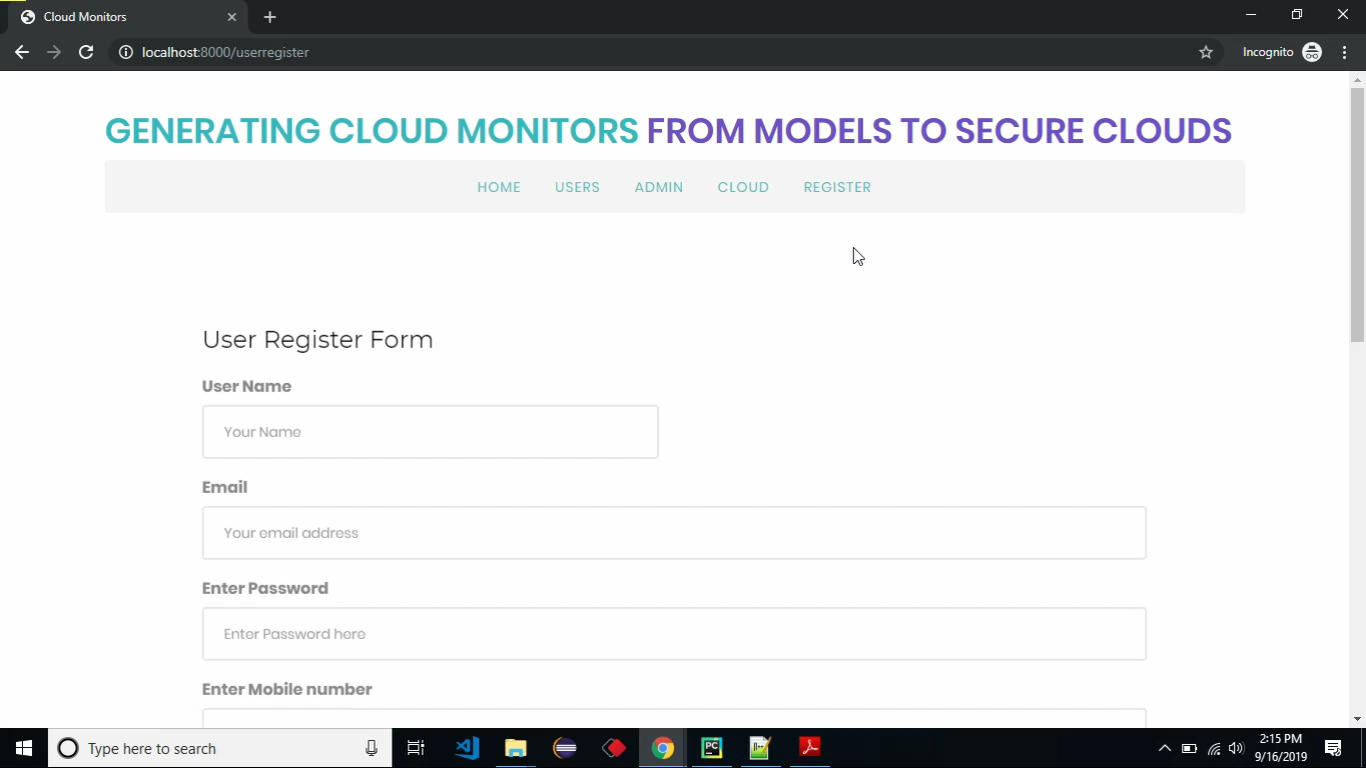 Cloud Monitors
localhost:8000/userregister
Incognito
GENERATING CLOUD MONITORS FROM MODELS TO SECURE CLOUDS
HOME USERS ADMIN CLOUD REGISTER
User Register Form
User Name
Your Name
Email
Your email address
Enter Password
Enter Password here
Enter Mobile number
Type here to search
PC
2:15 PM
9/16/2019